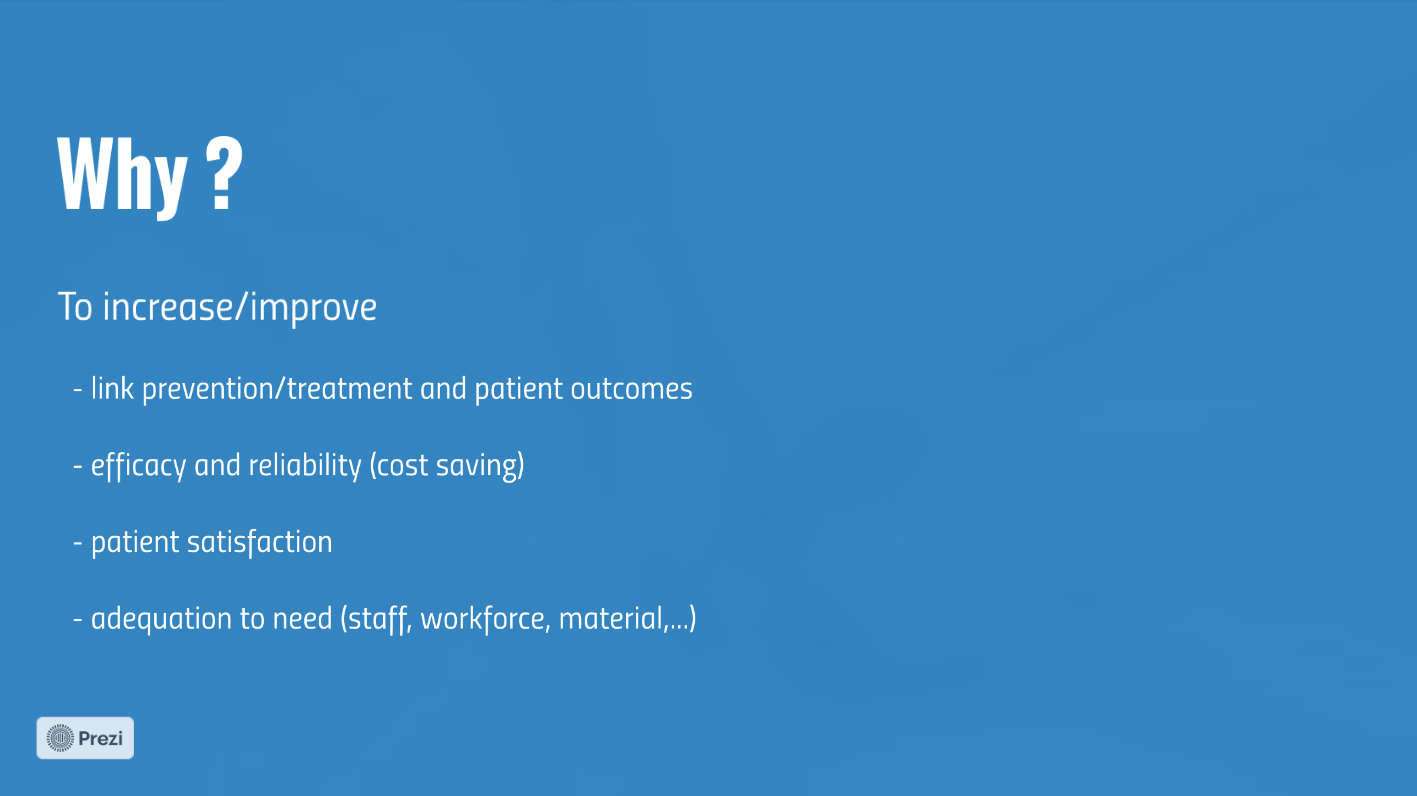 Why ?
To increase/improve
- link prevention/treatment and patient outcomes
- efficacy and reliability (cost saving)
- patient satisfaction
- adequation to need (staff, workforce, material,...)
Prezi